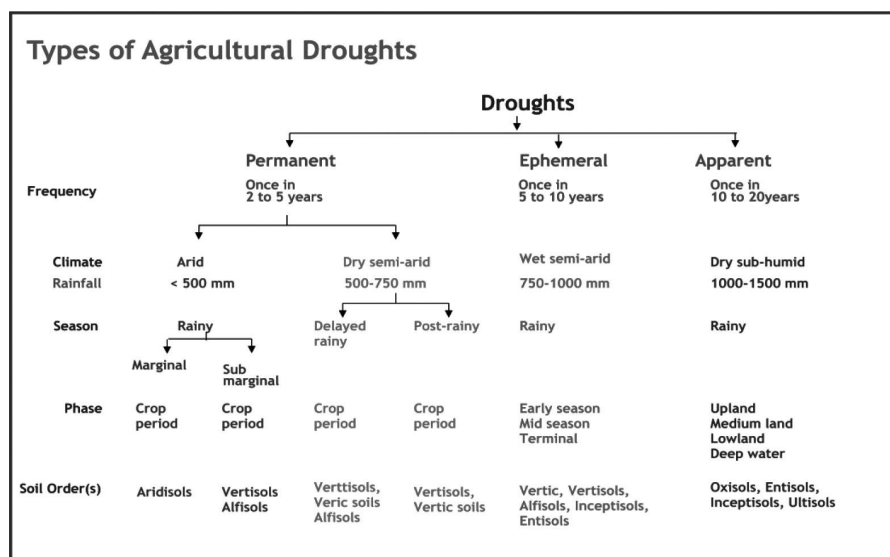 Types of Agricultural Droughts
Droughts
Permanent Ephemeral Apparent
Frequency Once in 2 to 5 years Once in 5 to 10 years Once in 10 to 20years
Climate Arid Dry semi-arid Wet semi-arid Dry sub-humid
Rainfall < 500 mm 500-750 mm 750-1000 mm 1000-1500 mm
Season Rainy Delayed rainy Post-rainy Rainy Rainy
Marginal Sub marginal
Phase Crop period Crop period Crop period Crop period Early season Mid season Terminal Upland Medium land Lowland Deep water
Soil Order(s) Aridisols Vertisols Alfisols Verttisols, Veric soils Alfisols Vertisols, Vertic soils Vertic, Vertisols, Alfisols, Inceptisols, Entisols Oxisols, Entisols, Inceptisols, Ultisols